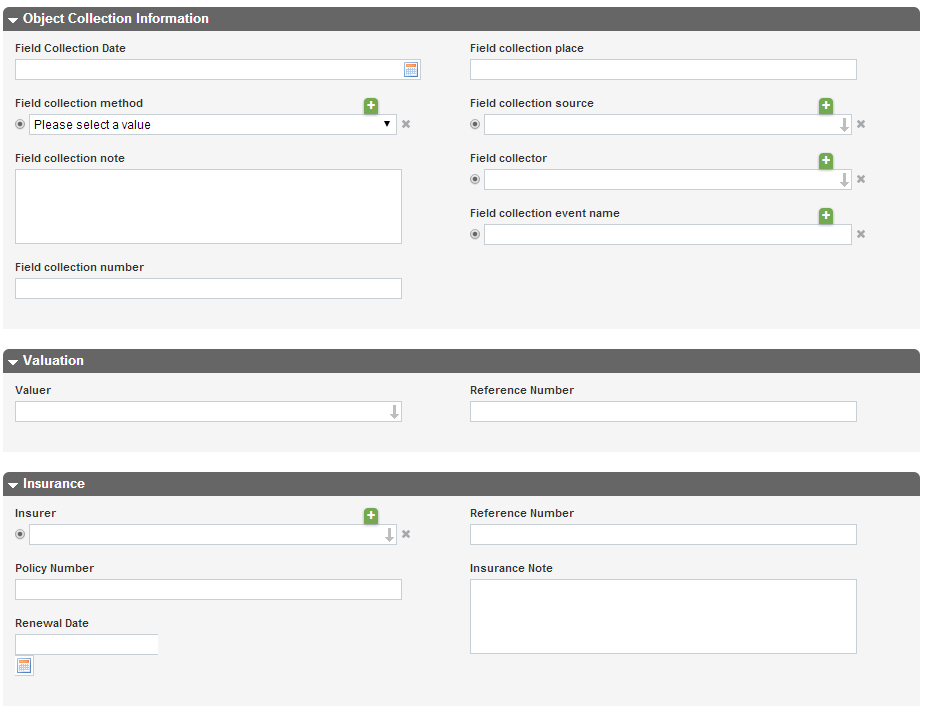 Object Collection Information
Field Collection Date
Field collection place
Field collection method
Please select a value
Field collection source
Field collection note
Field collector
Field collection event name
Field collection number
Valuation
Valuer
Reference Number
Insurance
Insurer
Reference Number
Policy Number
Insurance Note
Renewal Date